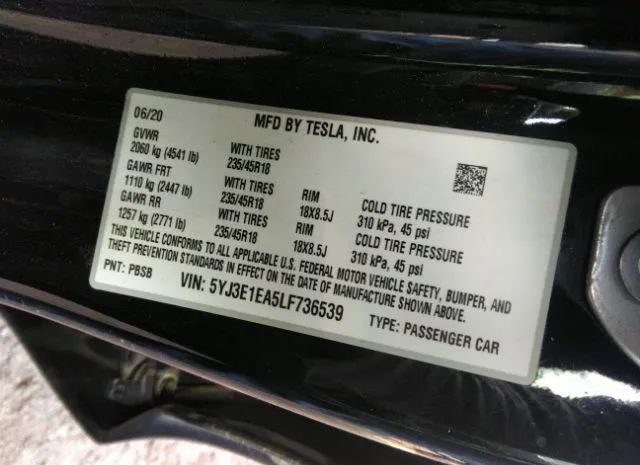 06/20 MFD BY TESLA, INC.
GVWR
2060 kg (4541 lb) WITH TIRES
GAWR FRT 235/45R18
1110 kg (2447 lb) WITH TIRES RIM COLD TIRE PRESSURE
GAWR RR 235/45R18 18X8.5J 310 kPa, 45 psi
1257 kg (2771 lb) WITH TIRES RIM COLD TIRE PRESSURE
235/45R18 18X8.5J 310 kPa, 45 psi
THIS VEHICLE CONFORMS TO ALL APPLICABLE U.S. FEDERAL MOTOR VEHICLE SAFETY, BUMPER, AND
THEFT PREVENTION STANDARDS IN EFFECT ON THE DATE OF MANUFACTURE SHOWN ABOVE.
PNT: PBSB VIN: 5YJ3E1EA5LF736539 TYPE: PASSENGER CAR